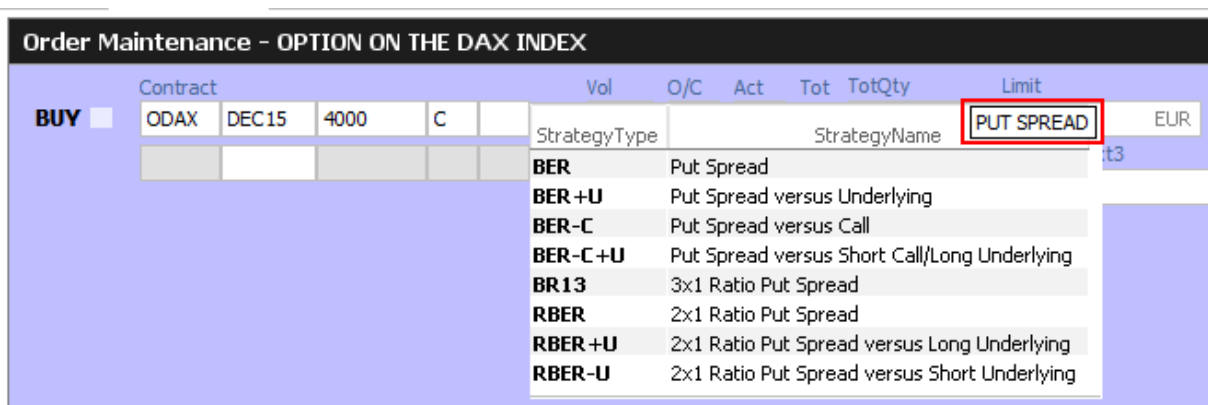 Order Maintenance - OPTION ON THE DAX INDEX
Contract Vol O/C Act Tot TotQty Limit
BUY ODAX DEC15 4000 C PUT SPREAD EUR
StrategyType StrategyName
BER Put Spread
BER+U Put Spread versus Underlying
BER-C Put Spread versus Call
BER-C+U Put Spread versus Short Call/Long Underlying
BR13 3x1 Ratio Put Spread
RBER 2x1 Ratio Put Spread
RBER+U 2x1 Ratio Put Spread versus Long Underlying
RBER-U 2x1 Ratio Put Spread versus Short Underlying